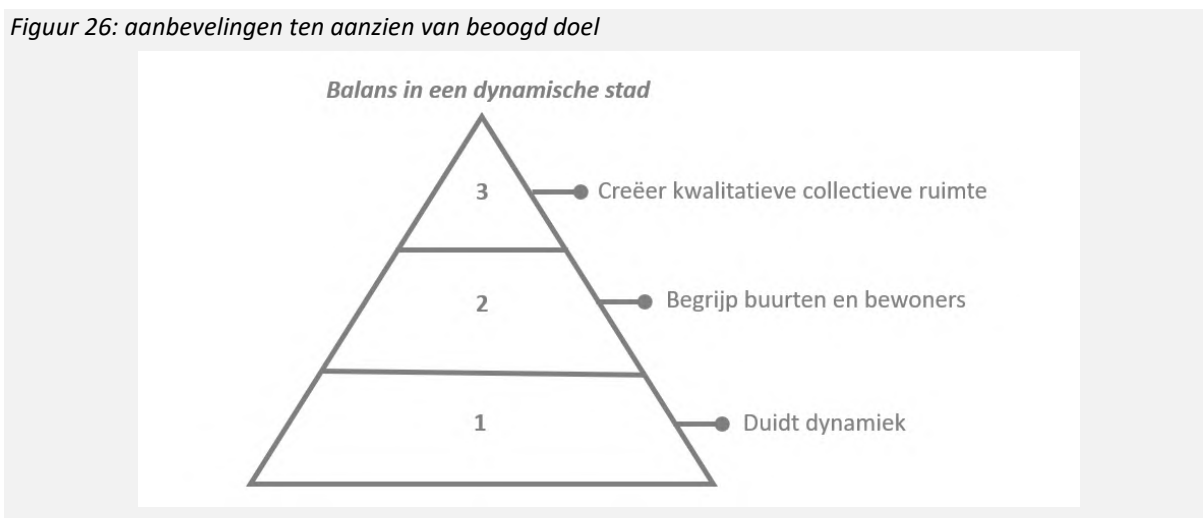 Figuur 26: aanbevelingen ten aanzien van beoogd doel
Balans in een dynamische stad
3
Creëer kwalitatieve collectieve ruimte
2
Begrijp buurten en bewoners
1
Duidt dynamiek